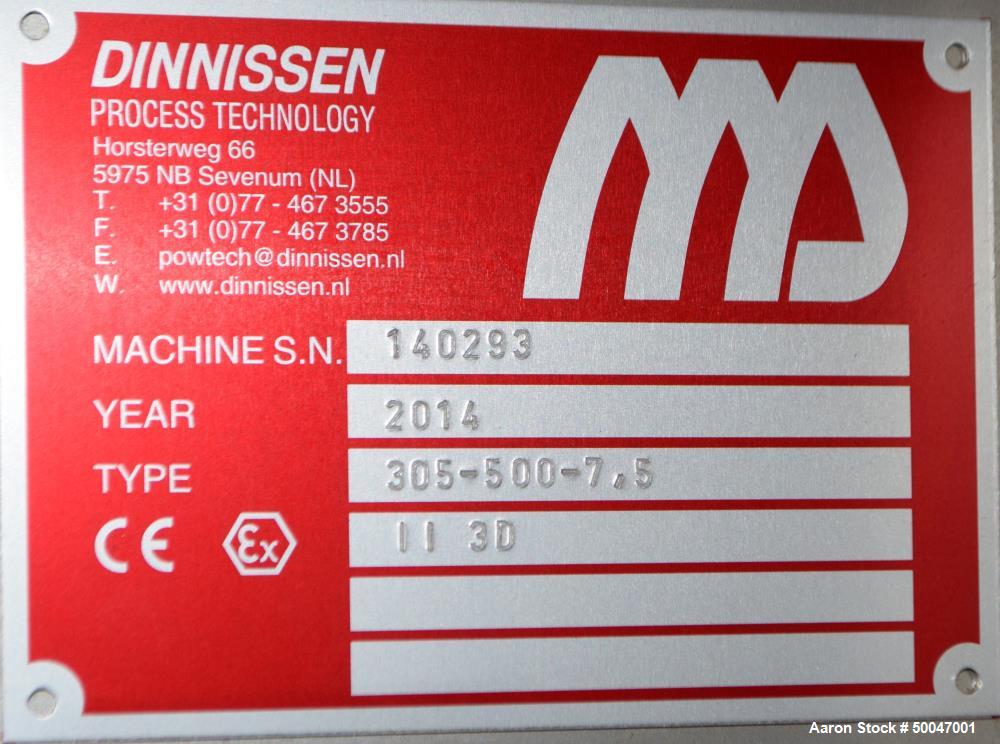 DINNISSEN
PROCESS TECHNOLOGY
Horsterweg 66
5975 NB Sevenum (NL)
T. +31 (0)77 - 467 3555
F. +31 (0)77 - 467 3785
E. powtech@dinnissen.nl
W. www.dinnissen.nl
MACHINE S.N. 140293
YEAR 2014
TYPE 305-500-7,5
CE Ex II 3D
Aaron Stock # 50047001